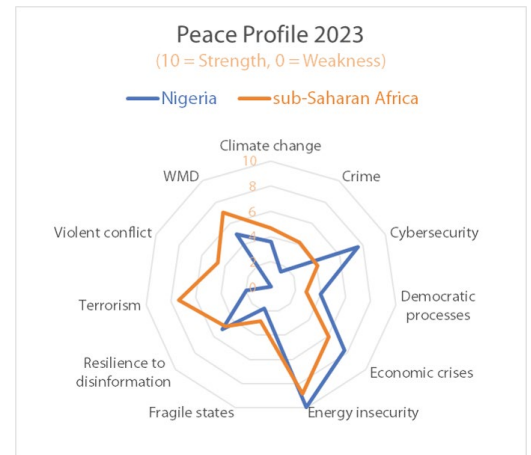 Peace Profile 2023
(10 = Strength, 0 = Weakness)
Nigeria sub-Saharan Africa
Climate change
10
WMD Crime
8
6
Violent conflict Cybersecurity
4
2
0
Terrorism Democratic
processes
Resilience to
disinformation
Economic crises
Fragile states Energy insecurity